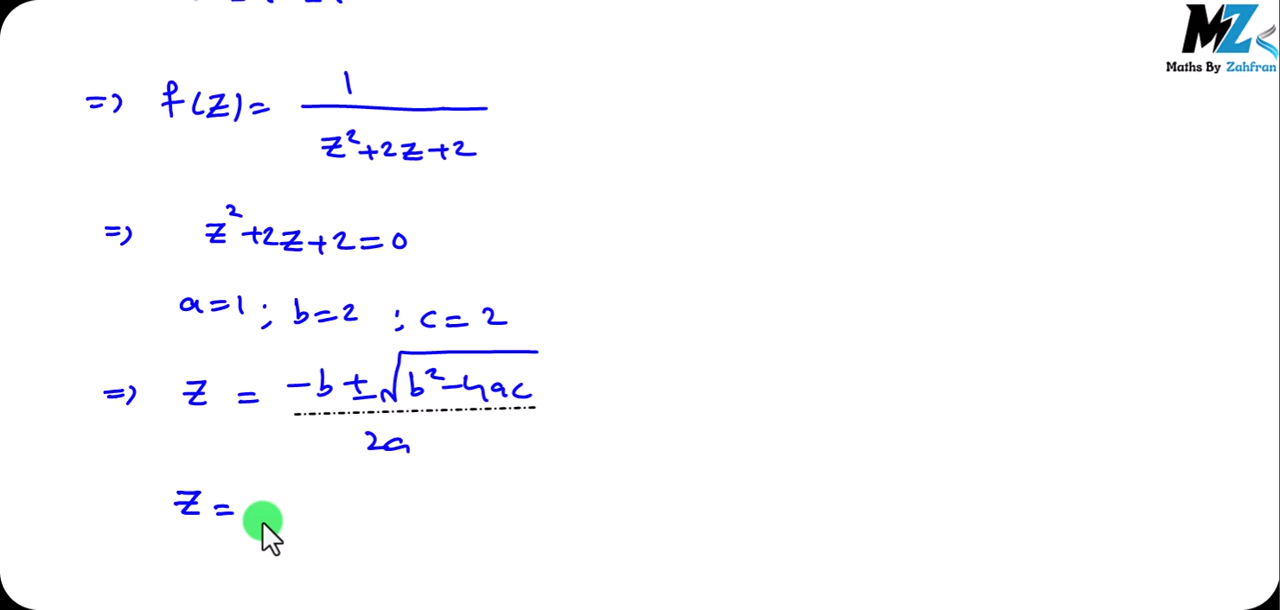 MZ
Maths By Zahfran
=> f(z) = 1 / z²+2z+2
=> z²+2z+2=0
a=1 ; b=2 ; c=2
=> z = -b ± √b²-4ac / 2a
z =